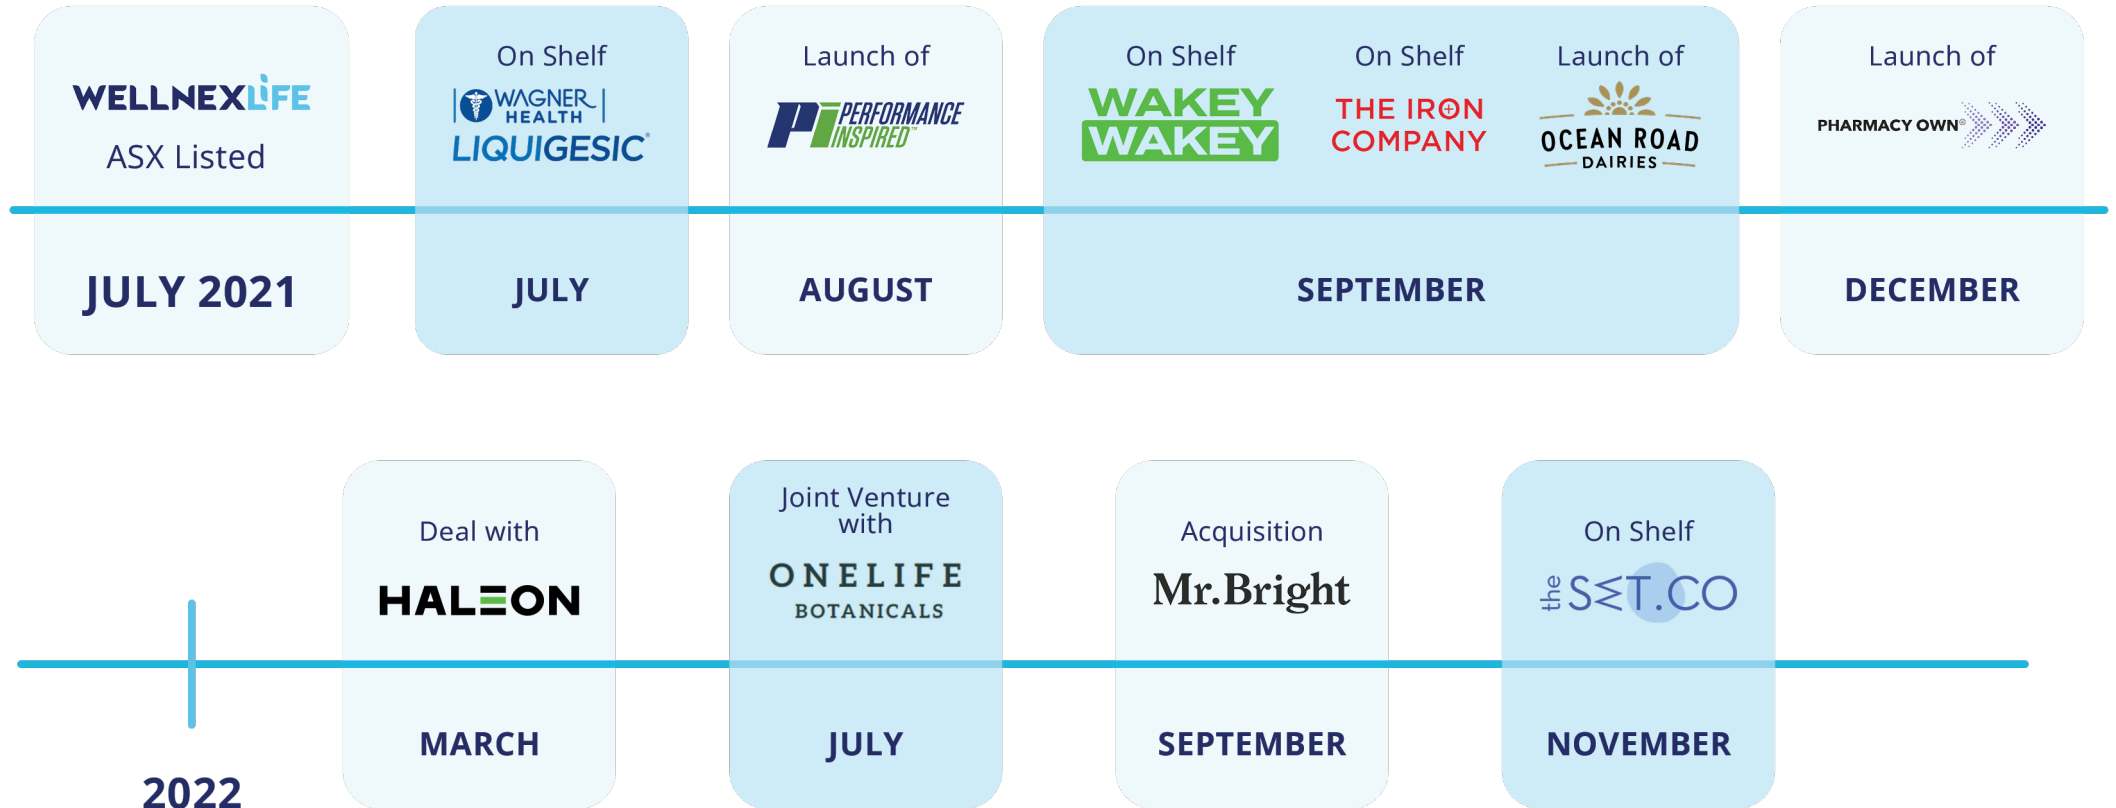 WELLNEXLIFE
ASX Listed
JULY 2021
On Shelf
WAGNER
HEALTH
LIQUIGESIC®
JULY
Launch of
Pi PERFORMANCE
INSPIRED™
AUGUST
On Shelf
WAKEY
WAKEY
On Shelf
THE IRON
COMPANY
Launch of
OCEAN ROAD
DAIRIES
SEPTEMBER
Launch of
PHARMACY OWN®
DECEMBER
2022
Deal with
HALEON
MARCH
Joint Venture
with
ONELIFE
BOTANICALS
JULY
Acquisition
Mr.Bright
SEPTEMBER
On Shelf
the SET.CO
NOVEMBER